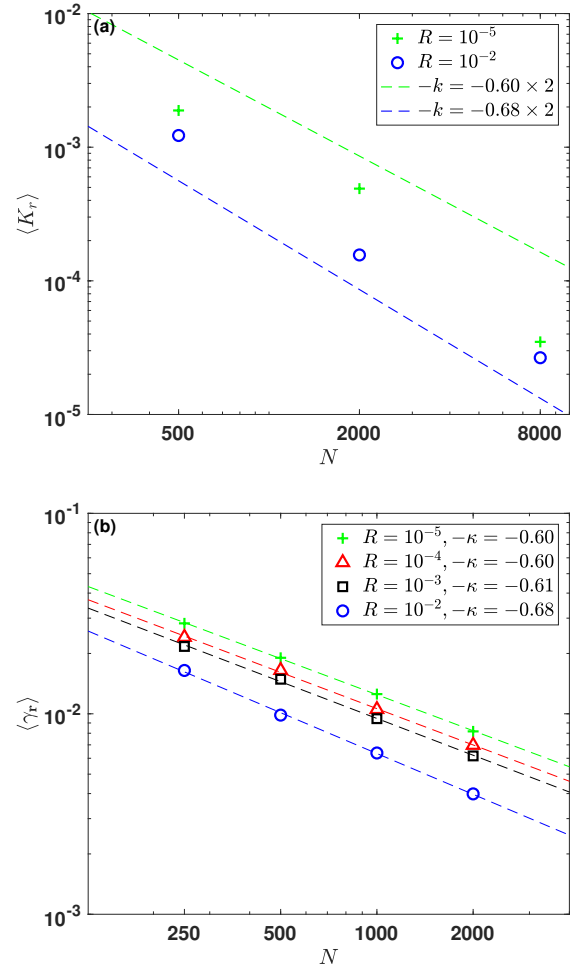 (a)
R = 10^{-5}
R = 10^{-2}
−k = −0.60 × 2
−k = −0.68 × 2
10^{-2}
10^{-3}
10^{-4}
10^{-5}
⟨K_r⟩
500 2000 8000
N
(b)
R = 10^{-5}, −κ = −0.60
R = 10^{-4}, −κ = −0.60
R = 10^{-3}, −κ = −0.61
R = 10^{-2}, −κ = −0.68
10^{-1}
10^{-2}
10^{-3}
⟨γ_r⟩
250 500 1000 2000
N